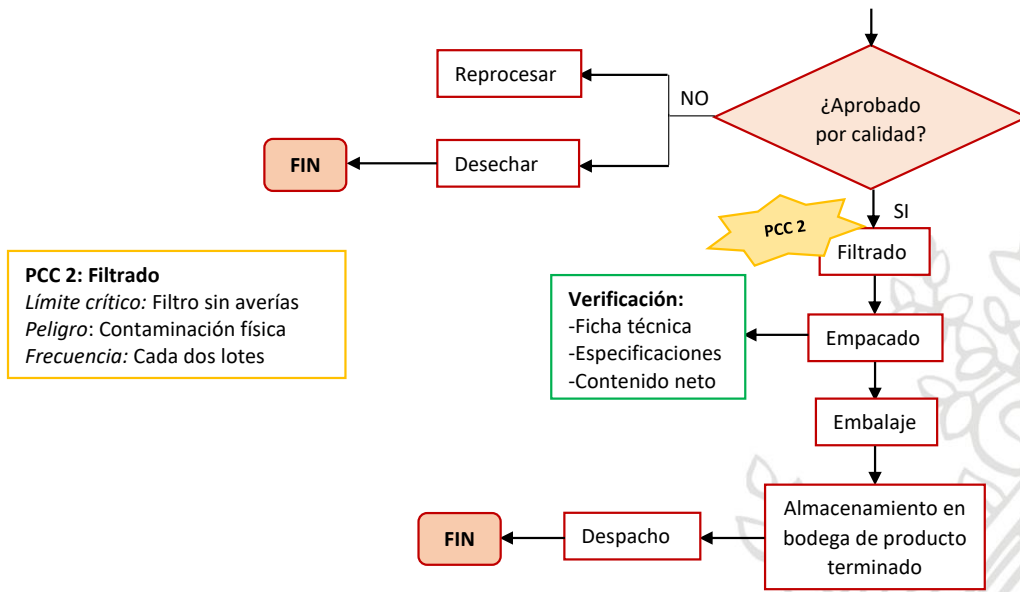 ¿Aprobado
por calidad?
NO
Reprocesar
Desechar
FIN
SI
PCC 2
Filtrado
PCC 2: Filtrado
Límite crítico: Filtro sin averías
Peligro: Contaminación física
Frecuencia: Cada dos lotes
Verificación:
-Ficha técnica
-Especificaciones
-Contenido neto
Empacado
Embalaje
Almacenamiento en
bodega de producto
terminado
Despacho
FIN